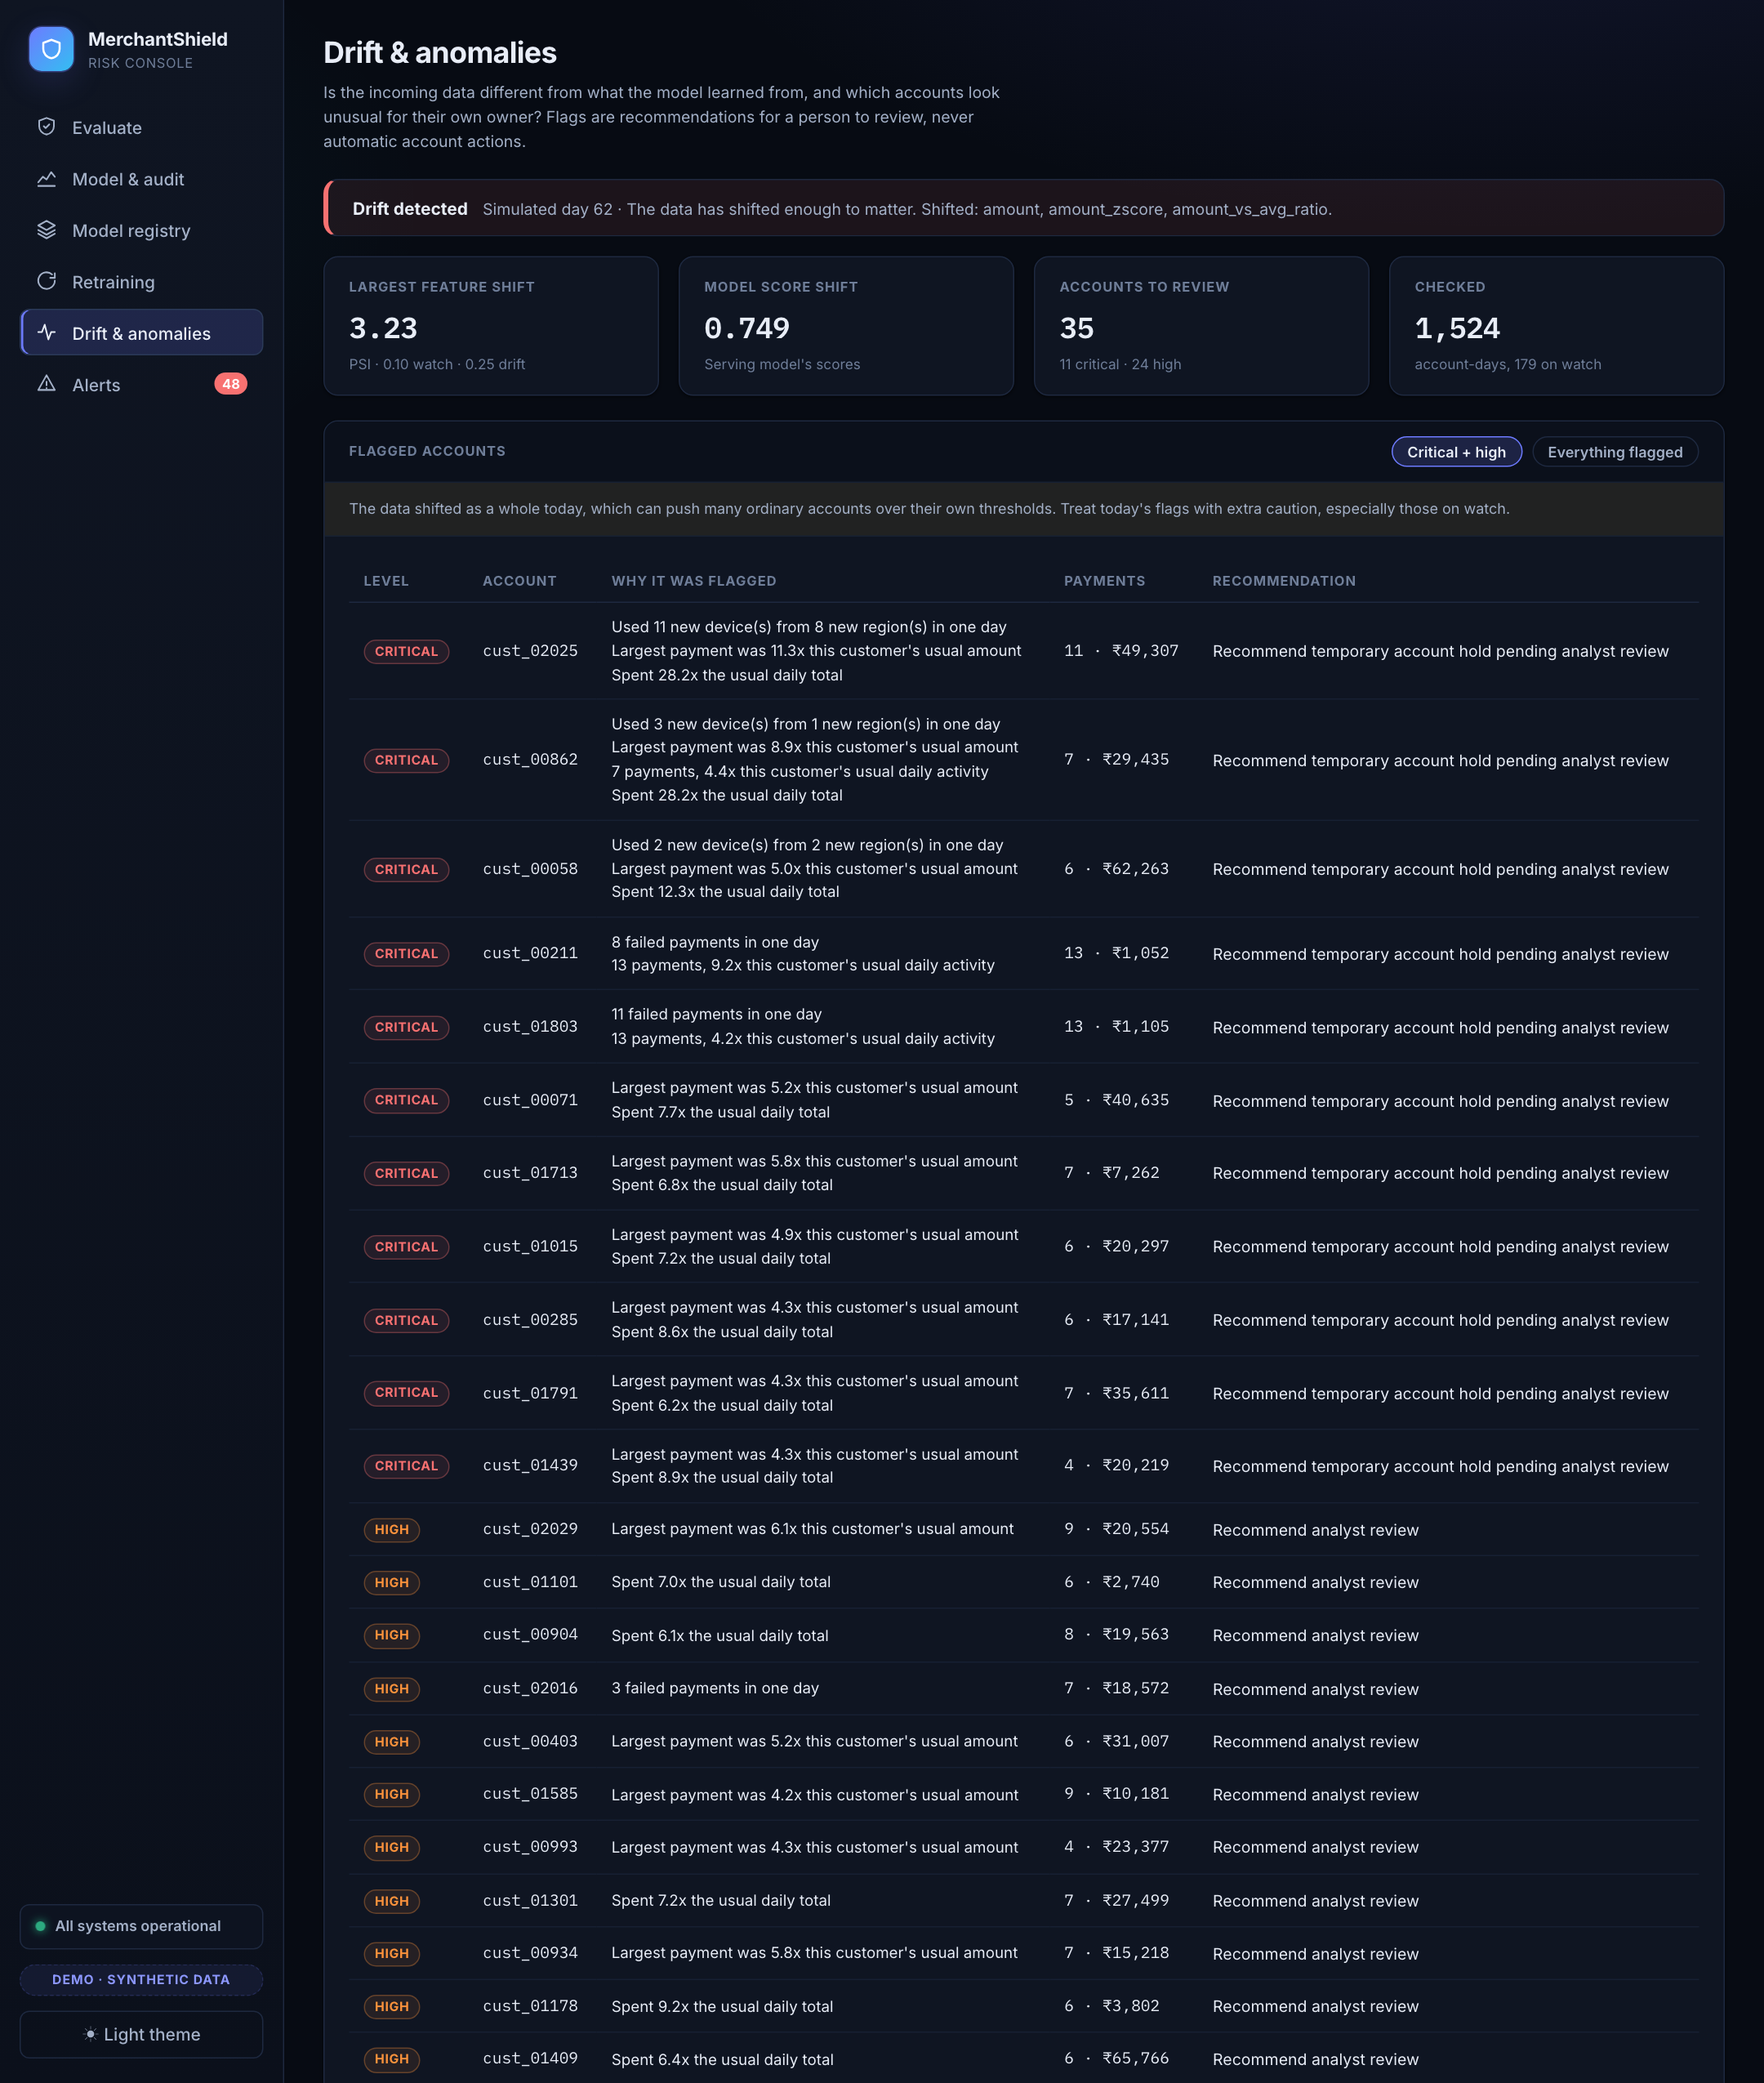 MerchantShield
RISK CONSOLE
Evaluate
Model & audit
Model registry
Retraining
Drift & anomalies
Alerts 48
All systems operational
DEMO · SYNTHETIC DATA
Light theme
Drift & anomalies
Is the incoming data different from what the model learned from, and which accounts look
unusual for their own owner? Flags are recommendations for a person to review, never
automatic account actions.
Drift detected Simulated day 62 · The data has shifted enough to matter. Shifted: amount, amount_zscore, amount_vs_avg_ratio.
LARGEST FEATURE SHIFT
3.23
PSI · 0.10 watch · 0.25 drift
MODEL SCORE SHIFT
0.749
Serving model's scores
ACCOUNTS TO REVIEW
35
11 critical · 24 high
CHECKED
1,524
account-days, 179 on watch
FLAGGED ACCOUNTS Critical + high Everything flagged
The data shifted as a whole today, which can push many ordinary accounts over their own thresholds. Treat today's flags with extra caution, especially those on watch.
LEVEL ACCOUNT WHY IT WAS FLAGGED PAYMENTS RECOMMENDATION
Used 11 new device(s) from 8 new region(s) in one day
CRITICAL cust_02025 Largest payment was 11.3x this customer's usual amount 11 · ₹49,307 Recommend temporary account hold pending analyst review
Spent 28.2x the usual daily total
Used 3 new device(s) from 1 new region(s) in one day
Largest payment was 8.9x this customer's usual amount
CRITICAL cust_00862 7 · ₹29,435 Recommend temporary account hold pending analyst review
7 payments, 4.4x this customer's usual daily activity
Spent 28.2x the usual daily total
Used 2 new device(s) from 2 new region(s) in one day
CRITICAL cust_00058 Largest payment was 5.0x this customer's usual amount 6 · ₹62,263 Recommend temporary account hold pending analyst review
Spent 12.3x the usual daily total
8 failed payments in one day
CRITICAL cust_00211 13 · ₹1,052 Recommend temporary account hold pending analyst review
13 payments, 9.2x this customer's usual daily activity
11 failed payments in one day
CRITICAL cust_01803 13 · ₹1,105 Recommend temporary account hold pending analyst review
13 payments, 4.2x this customer's usual daily activity
Largest payment was 5.2x this customer's usual amount
CRITICAL cust_00071 5 · ₹40,635 Recommend temporary account hold pending analyst review
Spent 7.7x the usual daily total
Largest payment was 5.8x this customer's usual amount
CRITICAL cust_01713 7 · ₹7,262 Recommend temporary account hold pending analyst review
Spent 6.8x the usual daily total
Largest payment was 4.9x this customer's usual amount
CRITICAL cust_01015 6 · ₹20,297 Recommend temporary account hold pending analyst review
Spent 7.2x the usual daily total
Largest payment was 4.3x this customer's usual amount
CRITICAL cust_00285 6 · ₹17,141 Recommend temporary account hold pending analyst review
Spent 8.6x the usual daily total
Largest payment was 4.3x this customer's usual amount
CRITICAL cust_01791 7 · ₹35,611 Recommend temporary account hold pending analyst review
Spent 6.2x the usual daily total
Largest payment was 4.3x this customer's usual amount
CRITICAL cust_01439 4 · ₹20,219 Recommend temporary account hold pending analyst review
Spent 8.9x the usual daily total
HIGH cust_02029 Largest payment was 6.1x this customer's usual amount 9 · ₹20,554 Recommend analyst review
HIGH cust_01101 Spent 7.0x the usual daily total 6 · ₹2,740 Recommend analyst review
HIGH cust_00904 Spent 6.1x the usual daily total 8 · ₹19,563 Recommend analyst review
HIGH cust_02016 3 failed payments in one day 7 · ₹18,572 Recommend analyst review
HIGH cust_00403 Largest payment was 5.2x this customer's usual amount 6 · ₹31,007 Recommend analyst review
HIGH cust_01585 Largest payment was 4.2x this customer's usual amount 9 · ₹10,181 Recommend analyst review
HIGH cust_00993 Largest payment was 4.3x this customer's usual amount 4 · ₹23,377 Recommend analyst review
HIGH cust_01301 Spent 7.2x the usual daily total 7 · ₹27,499 Recommend analyst review
HIGH cust_00934 Largest payment was 5.8x this customer's usual amount 7 · ₹15,218 Recommend analyst review
HIGH cust_01178 Spent 9.2x the usual daily total 6 · ₹3,802 Recommend analyst review
HIGH cust_01409 Spent 6.4x the usual daily total 6 · ₹65,766 Recommend analyst review